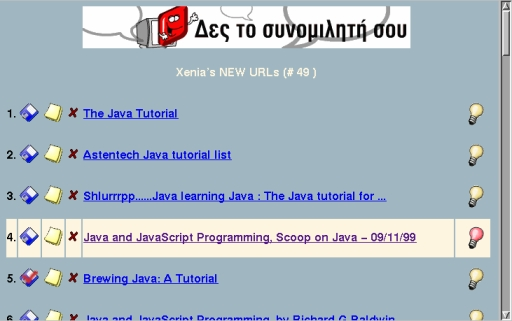 Δες το συνομιλητή σου
Xenia's NEW URLs (# 49 )
1. The Java Tutorial
2. Astentech Java tutorial list
3. Shlurrrpp......Java learning Java : The Java tutorial for ...
4. Java and JavaScript Programming, Scoop on Java - 09/11/99
5. Brewing Java: A Tutorial
6. Java and JavaScript Programming, by Richard G Baldwin